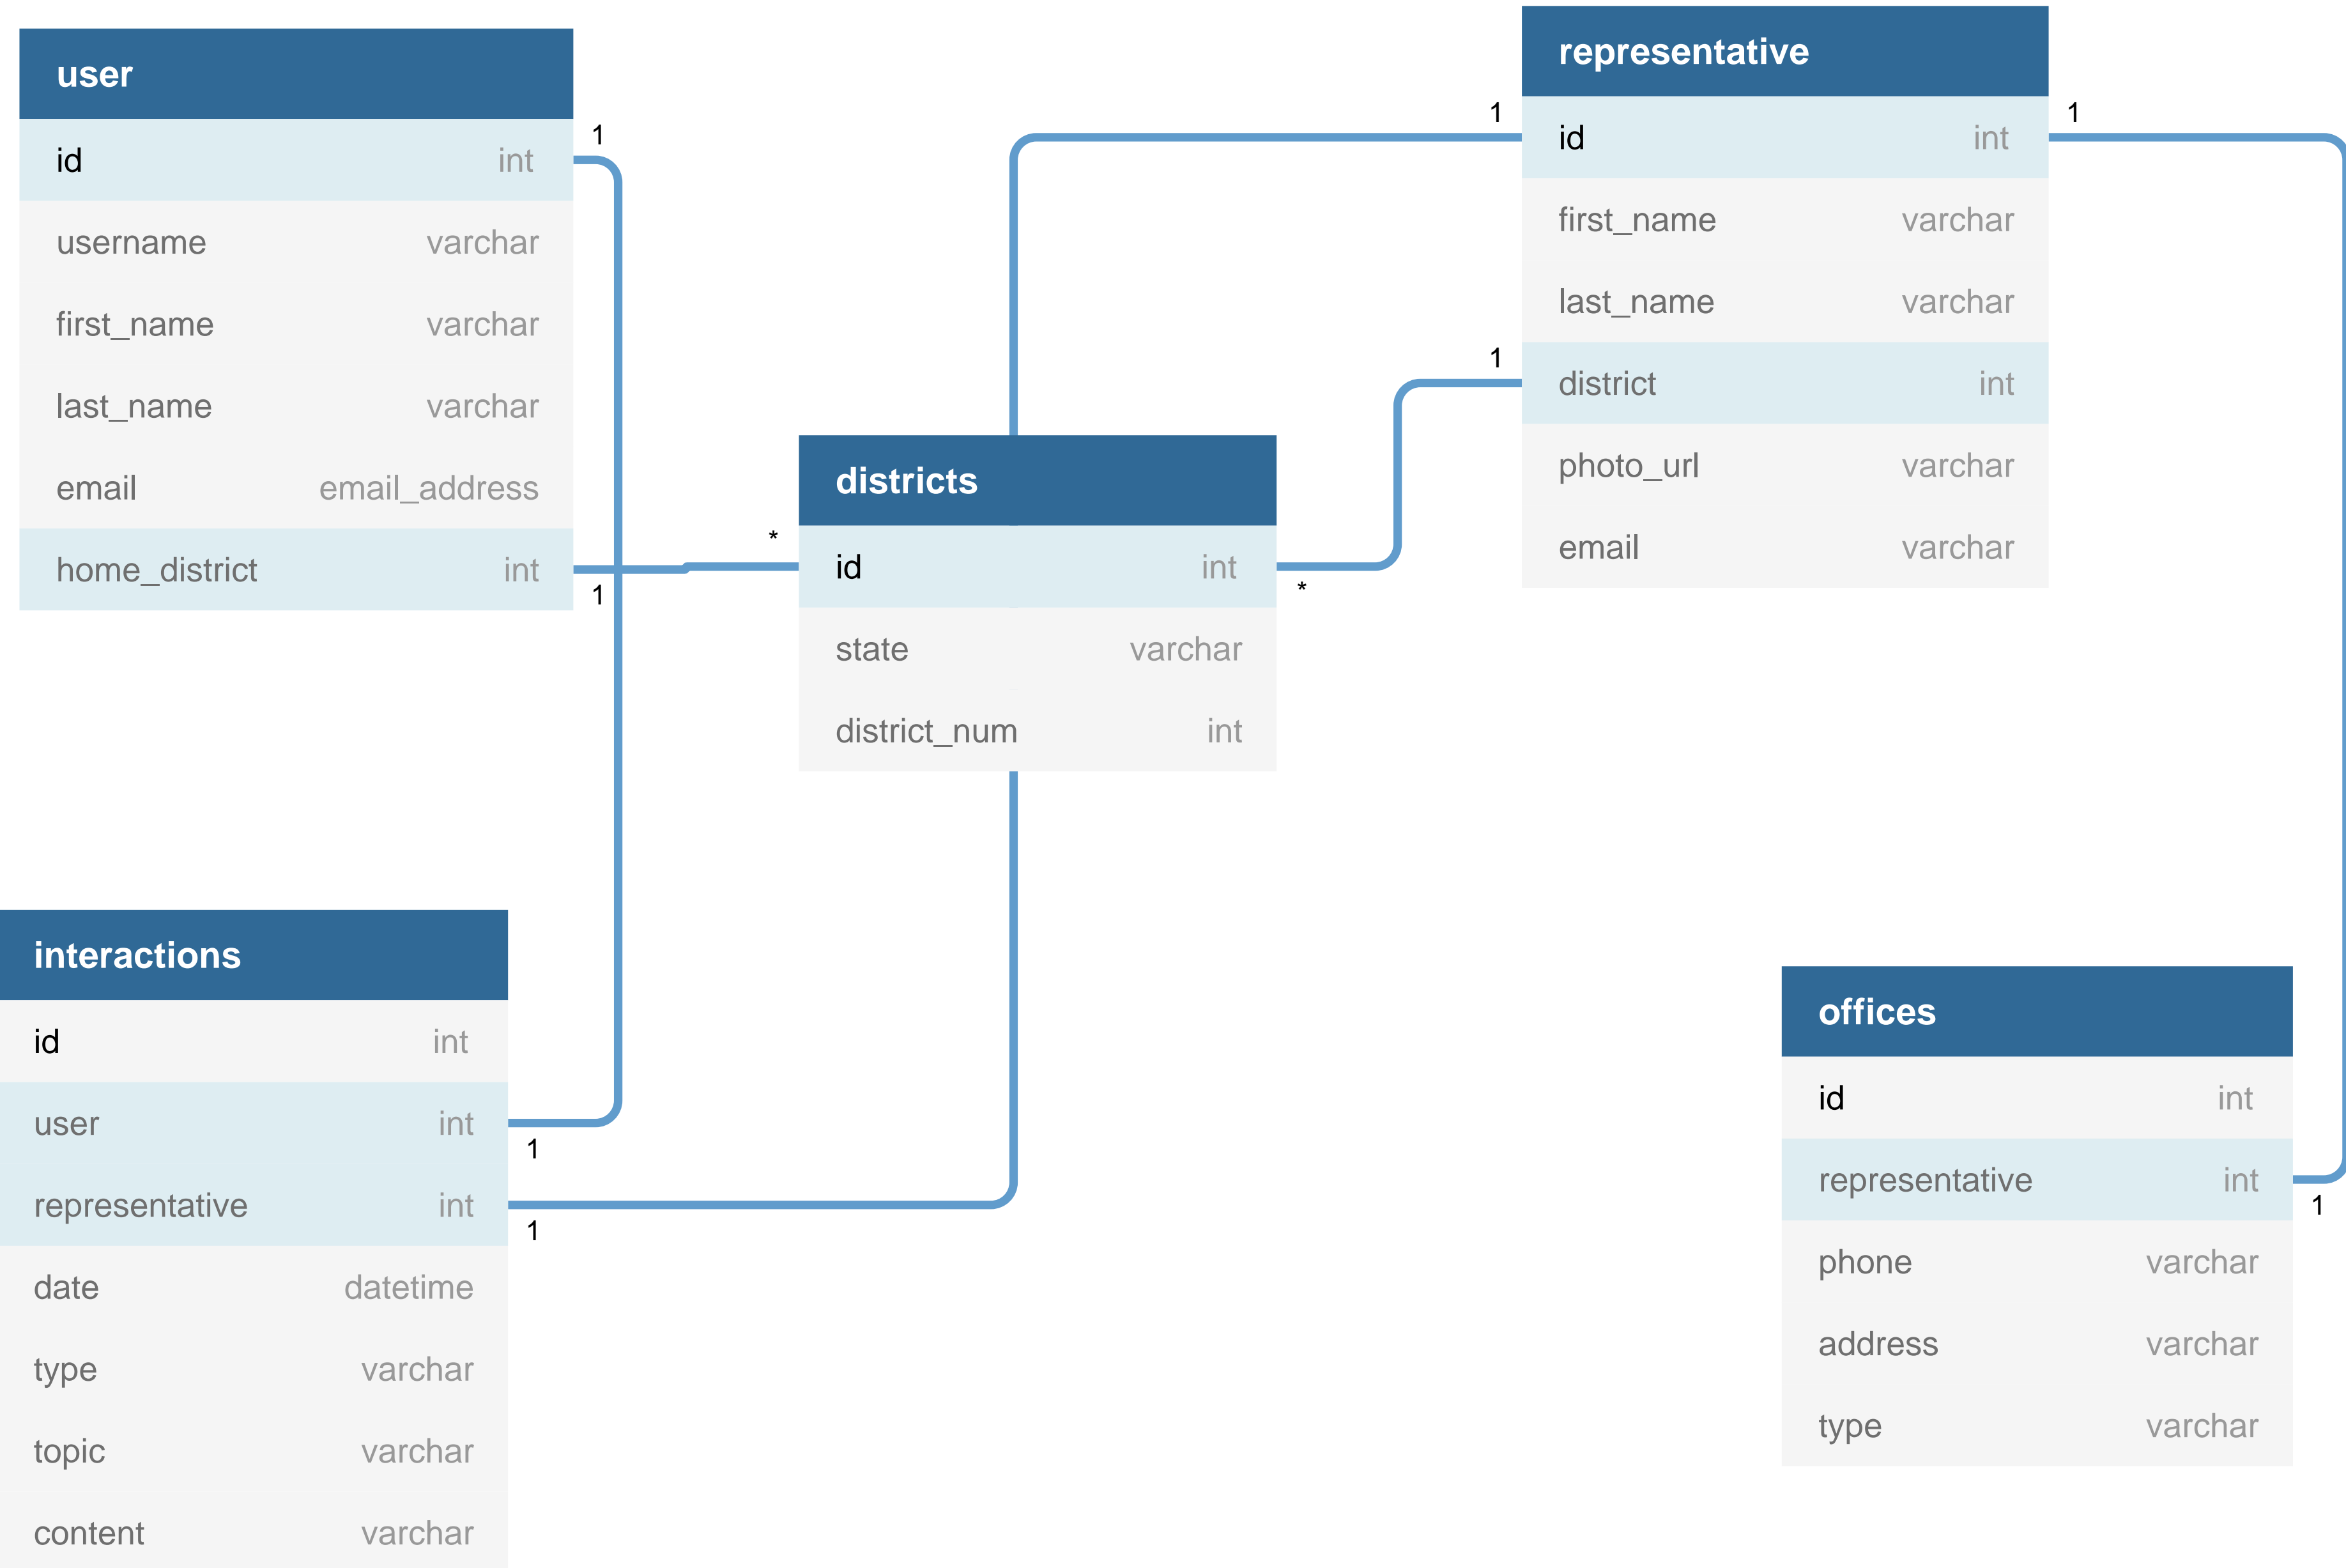 user
id int
username varchar
first_name varchar
last_name varchar
email email_address
home_district int
1
1
representative
id int
first_name varchar
last_name varchar
district int
photo_url varchar
email varchar
1
1
1
districts
id int
state varchar
district_num int
*
*
interactions
id int
user int
representative int
date datetime
type varchar
topic varchar
content varchar
1
1
offices
id int
representative int
phone varchar
address varchar
type varchar
1